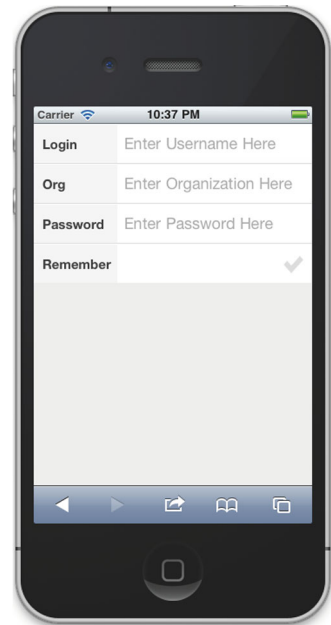 Carrier 10:37 PM
Login Enter Username Here
Org Enter Organization Here
Password Enter Password Here
Remember